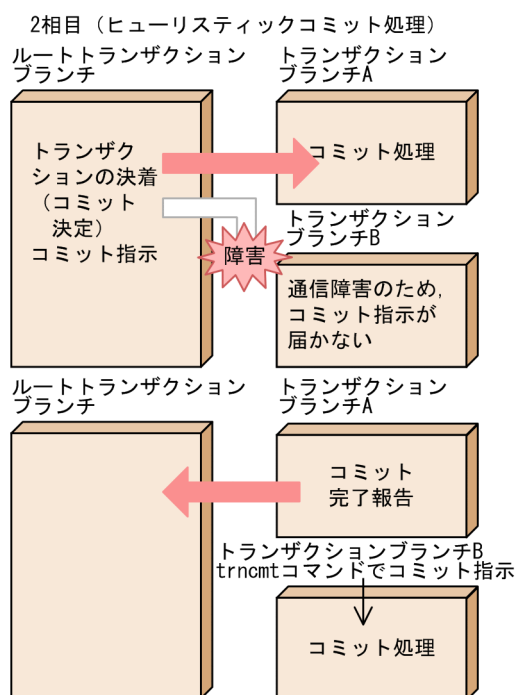 2相目（ヒューリスティックコミット処理）
ルートトランザクション
ブランチ
トランザクション
ブランチA
トランザク
ションの決着
（コミット
決定）
コミット指示
コミット処理
障害
トランザクション
ブランチB
通信障害のため,
コミット指示が
届かない
ルートトランザクション
ブランチ
トランザクション
ブランチA
コミット
完了報告
トランザクションブランチB
trncmtコマンドでコミット指示
コミット処理